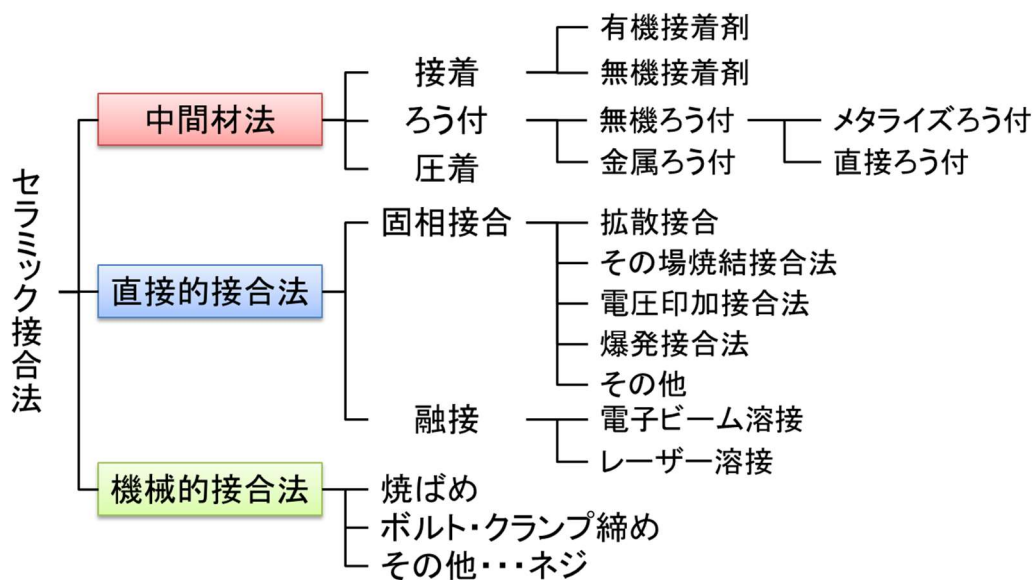 セラミック接合法
中間材法
接着
有機接着剤
無機接着剤
ろう付
無機ろう付
メタライズろう付
直接ろう付
金属ろう付
圧着
直接的接合法
固相接合
拡散接合
その場焼結接合法
電圧印加接合法
爆発接合法
その他
融接
電子ビーム溶接
レーザー溶接
機械的接合法
焼ばめ
ボルト・クランプ締め
その他・・・ネジ